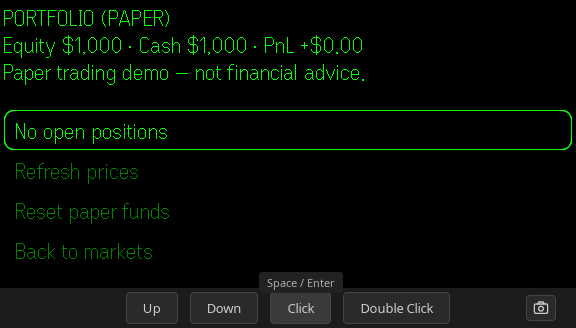 PORTFOLIO (PAPER)
Equity $1,000 · Cash $1,000 · PnL +$0.00
Paper trading demo — not financial advice.
No open positions
Refresh prices
Reset paper funds
Back to markets
Space / Enter
Up Down Click Double Click